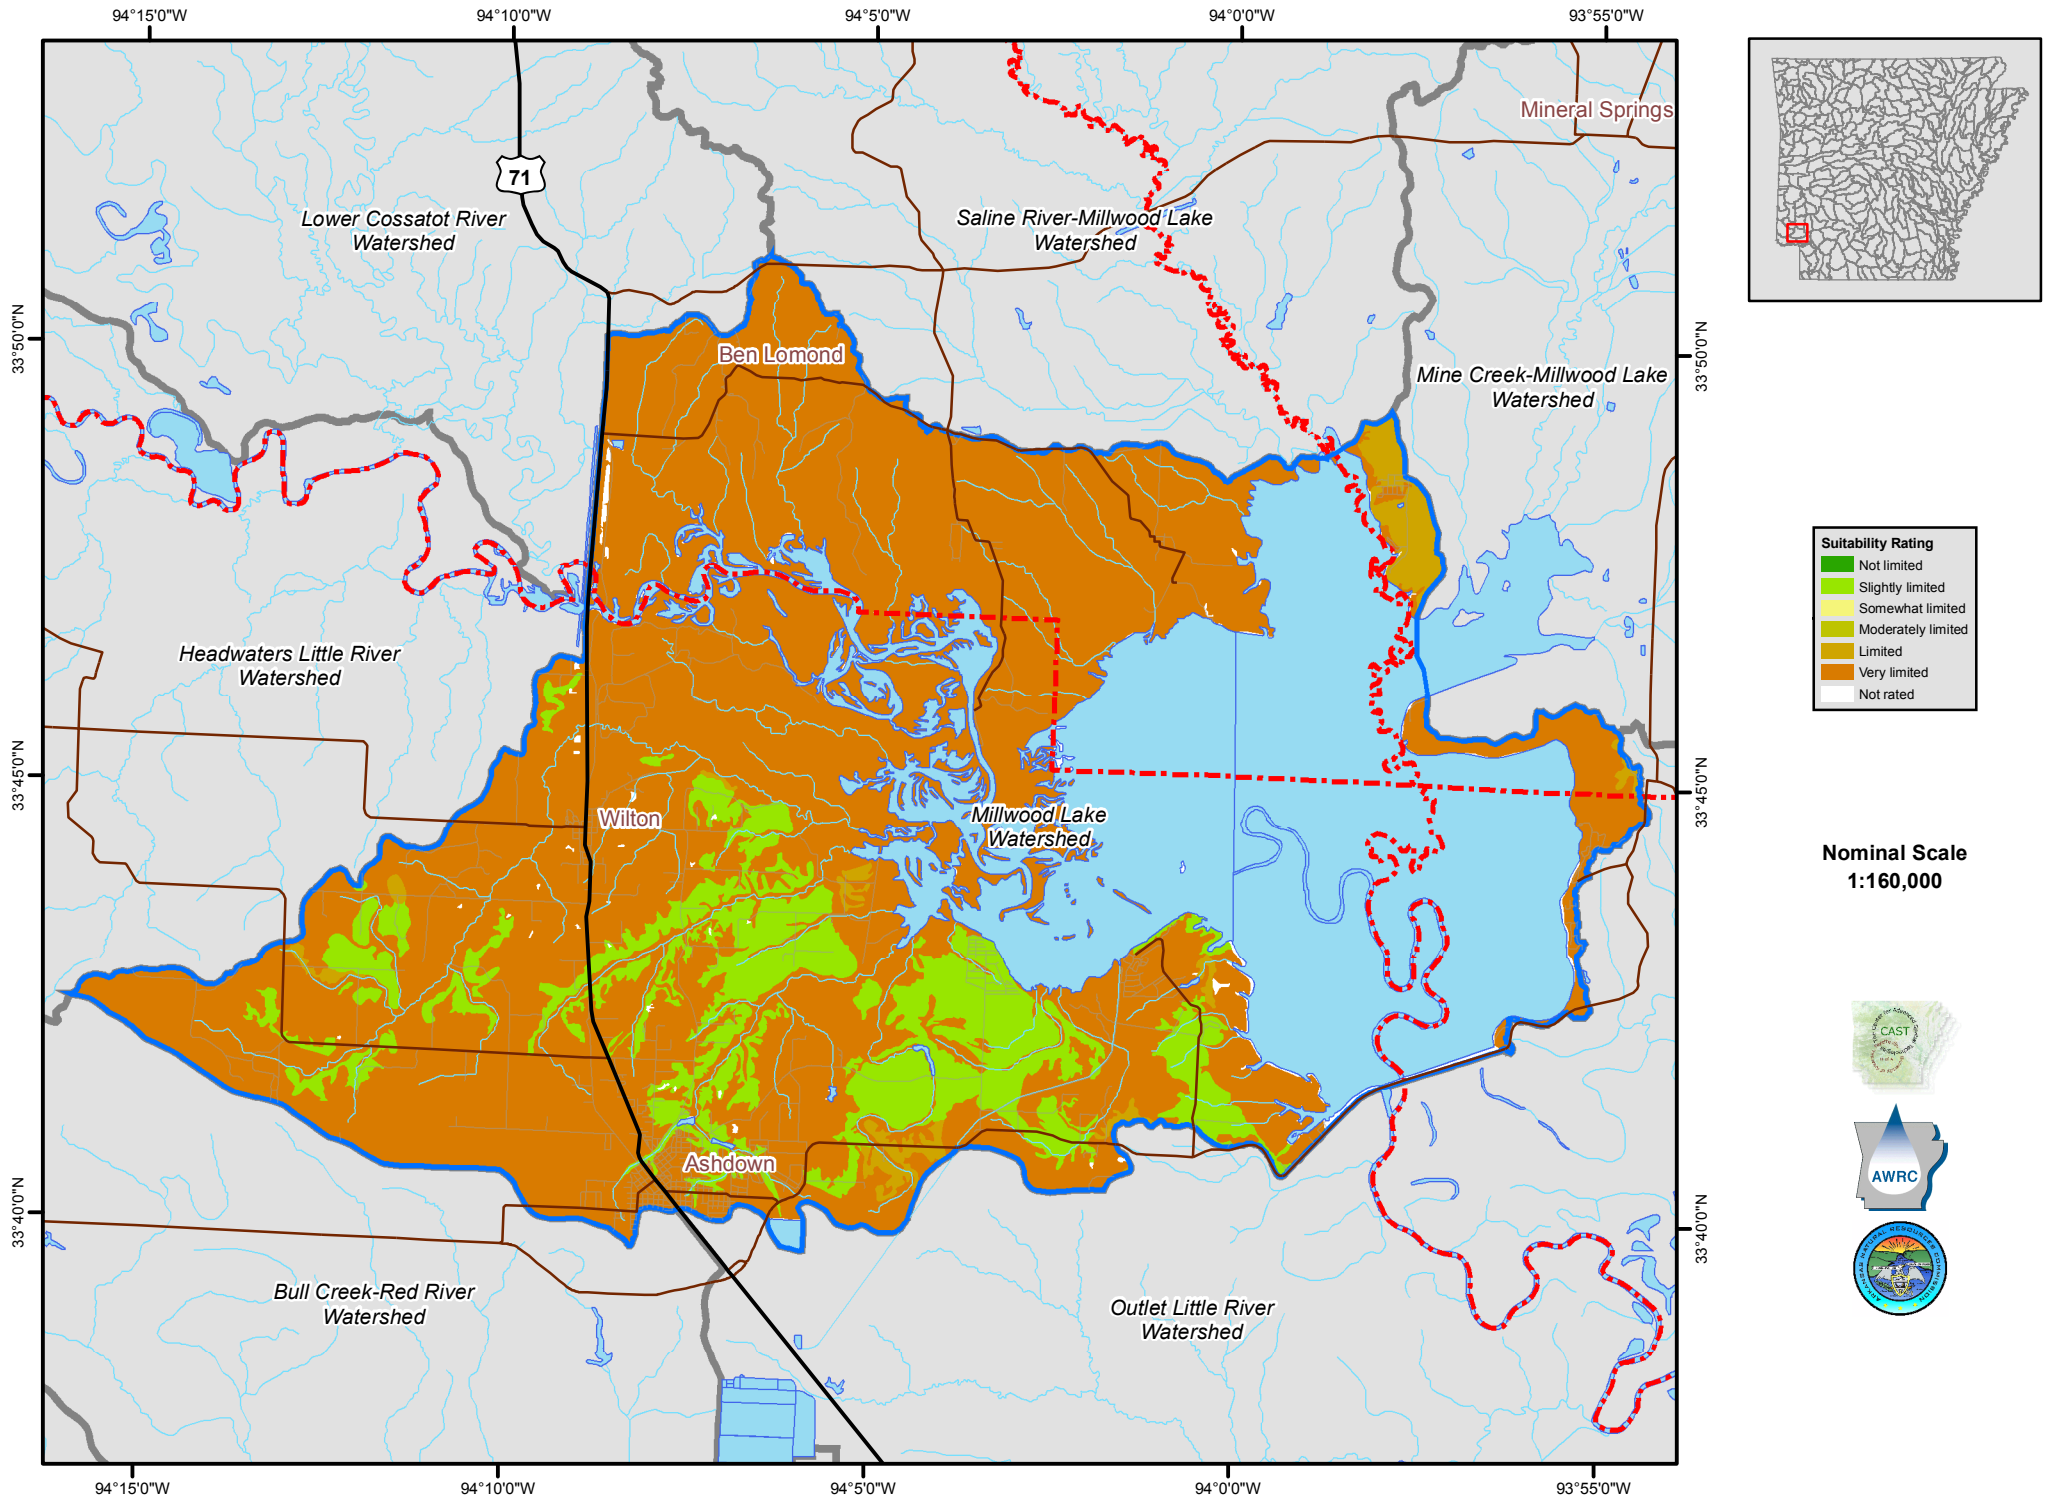 94°15'0"W
94°10'0"W
94°5'0"W
94°0'0"W
93°55'0"W
Mineral Springs
71
Lower Cossatot River
Watershed
Saline River-Millwood Lake
Watershed
33°50'0"N
33°50'0"N
Ben Lomond
Mine Creek-Millwood Lake
Watershed
Suitability Rating
Not limited
Slightly limited
Somewhat limited
Moderately limited
Limited
Very limited
Not rated
Headwaters Little River
Watershed
33°45'0"N
33°45'0"N
Wilton
Millwood Lake
Watershed
Nominal Scale
1:160,000
CAST
AWRC
Ashdown
33°40'0"N
33°40'0"N
ARKANSAS NATURAL RESOURCES COMMISSION
Bull Creek-Red River
Watershed
Outlet Little River
Watershed
94°15'0"W
94°10'0"W
94°5'0"W
94°0'0"W
93°55'0"W